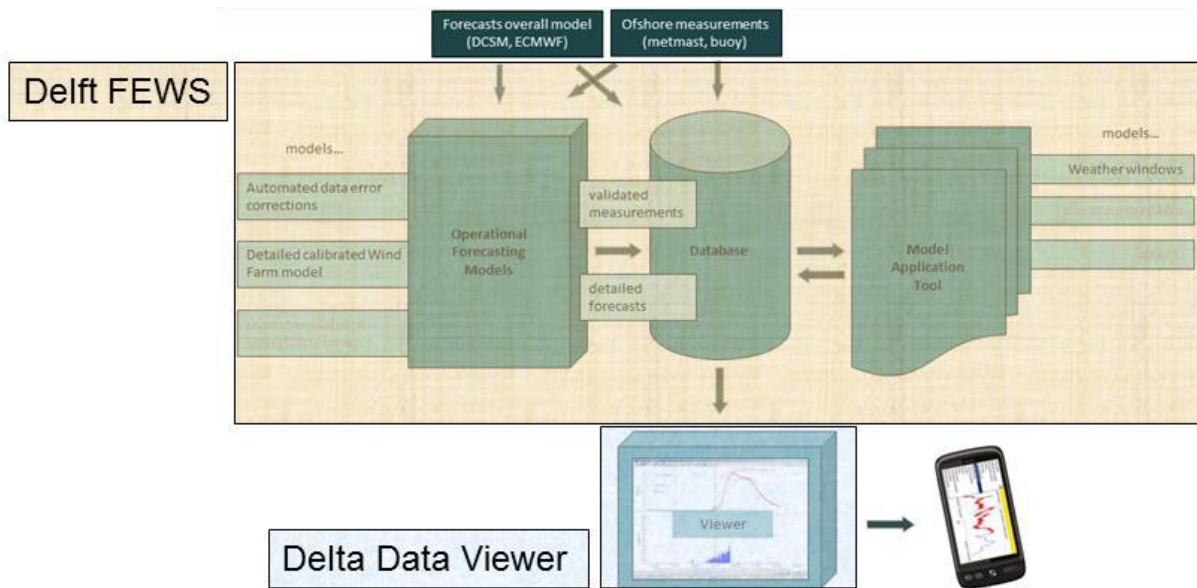 Forecasts overall model
(DCSM, ECMWF)
Ofshore measurements
(metmast, buoy)
Delft FEWS
models...
Automated data error
corrections
Detailed calibrated Wind
Farm model
Operational
Forecasting
Models
validated
measurements
detailed
forecasts
Database
Model
Application
Tool
models...
Weather windows
Viewer
Delta Data Viewer